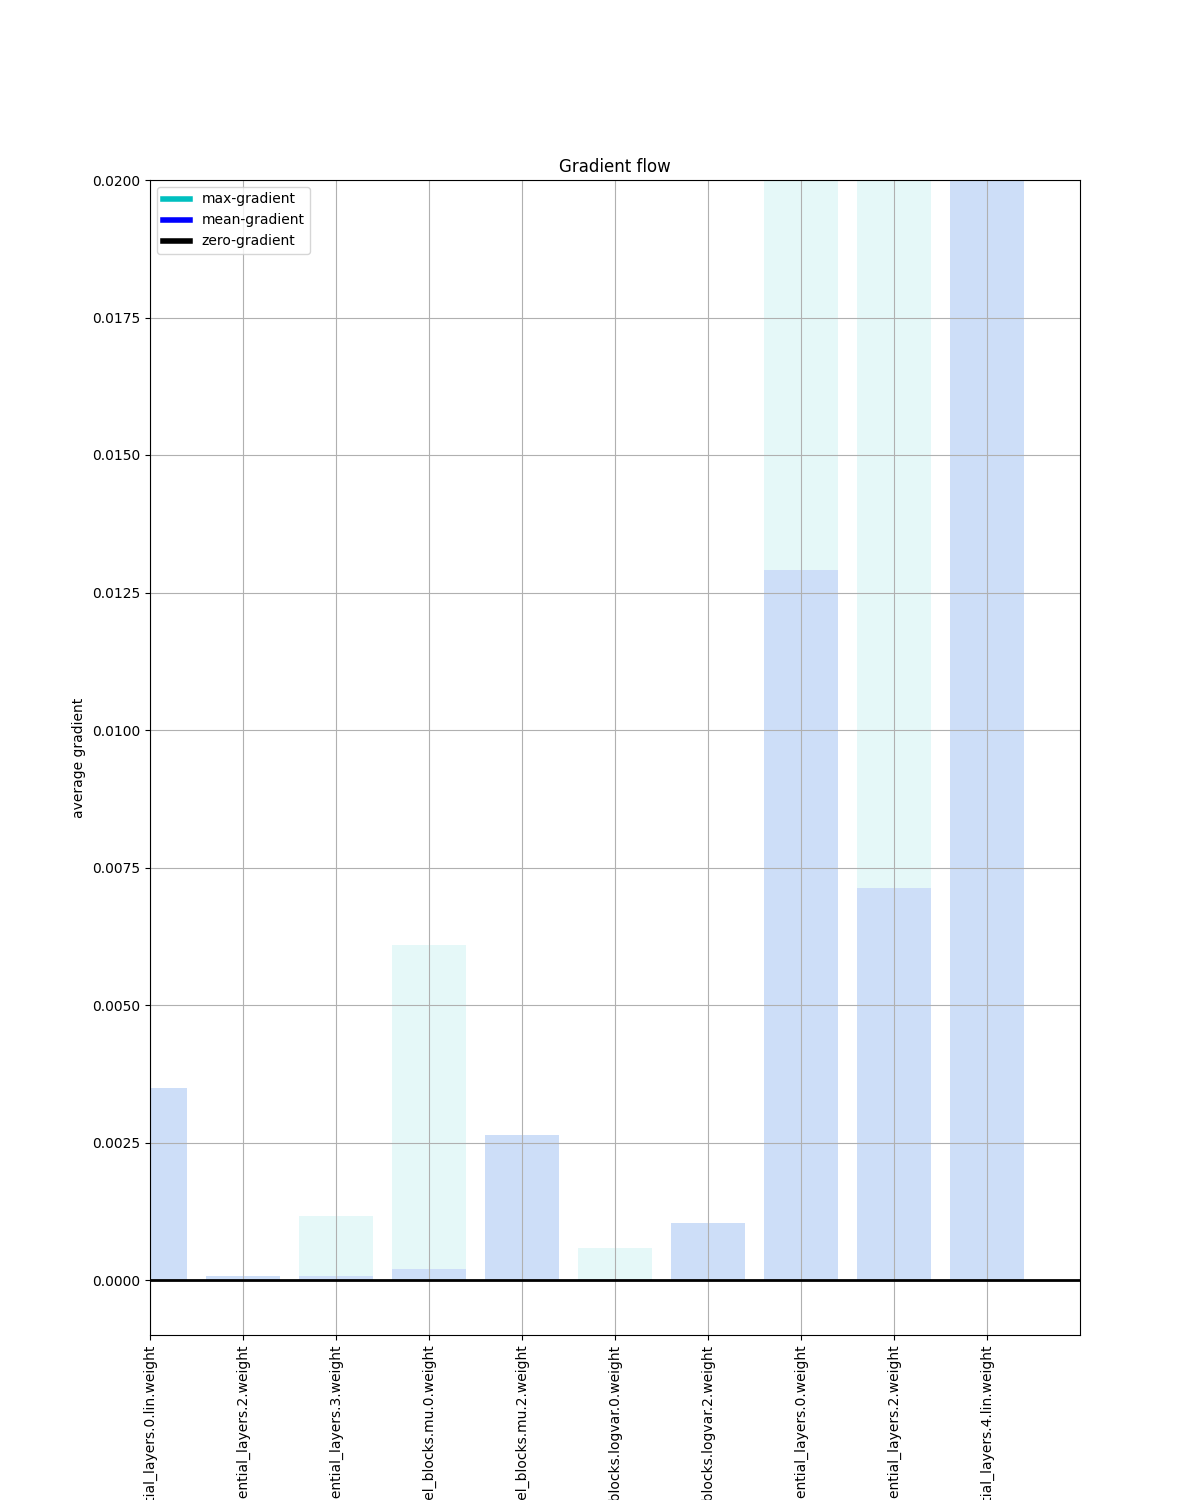 Gradient flow
max-gradient
mean-gradient
zero-gradient
0.0200
0.0175
0.0150
0.0125
0.0100
0.0075
0.0050
0.0025
0.0000
average gradient
tial_layers.0.lin.weight
ential_layers.2.weight
ential_layers.3.weight
el_blocks.mu.0.weight
el_blocks.mu.2.weight
blocks.logvar.0.weight
blocks.logvar.2.weight
ential_layers.0.weight
ential_layers.2.weight
tial_layers.4.lin.weight